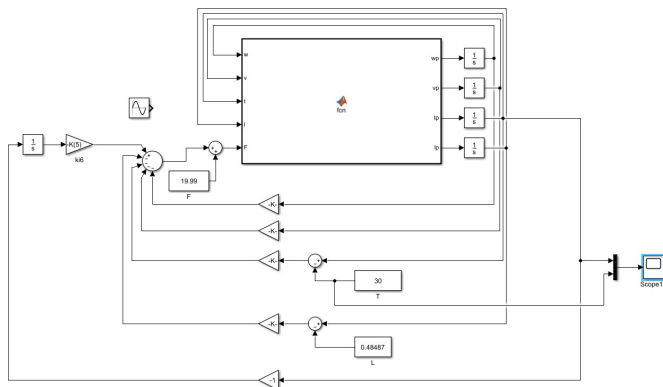 w
v
t
l
F
fcn
wp
vp
tp
lp
1
s
1
s
1
s
1
s
1
s
-K(5)
ki6
19.99
F
-K-
-K-
-K-
30
T
-K-
0.48487
L
-1
Scope1